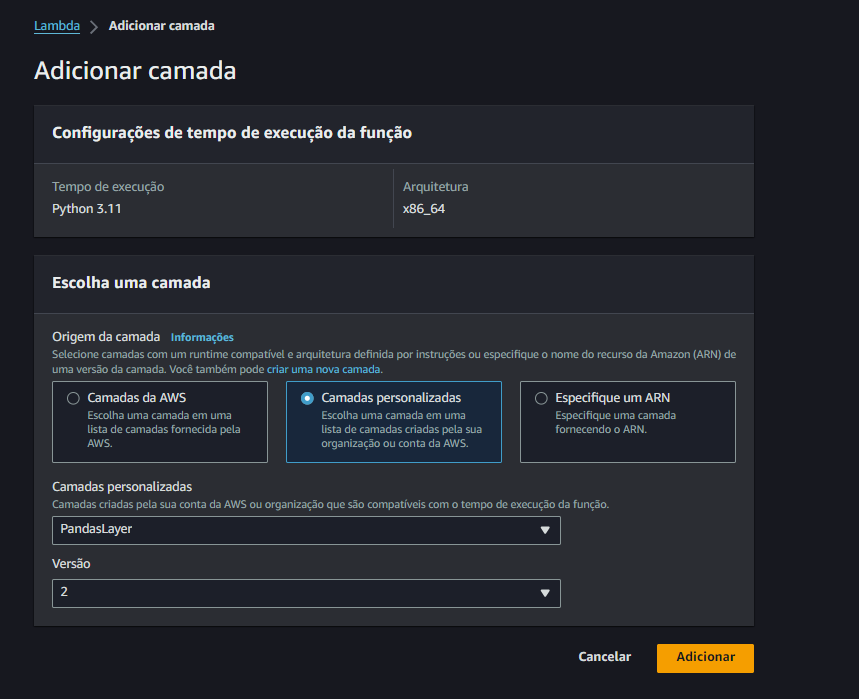 Lambda > Adicionar camada
Adicionar camada
Configurações de tempo de execução da função
Tempo de execução
Python 3.11
Arquitetura
x86_64
Escolha uma camada
Origem da camada Informações
Selecione camadas com um runtime compatível e arquitetura definida por instruções ou especifique o nome do recurso da Amazon (ARN) de
uma versão da camada. Você também pode criar uma nova camada.
Camadas da AWS
Escolha uma camada em uma
lista de camadas fornecida pela
AWS.
Camadas personalizadas
Escolha uma camada em uma
lista de camadas criadas pela sua
organização ou conta da AWS.
Especifique um ARN
Especifique uma camada
fornecendo o ARN.
Camadas personalizadas
Camadas criadas pela sua conta da AWS ou organização que são compatíveis com o tempo de execução da função.
PandasLayer
Versão
2
Cancelar
Adicionar